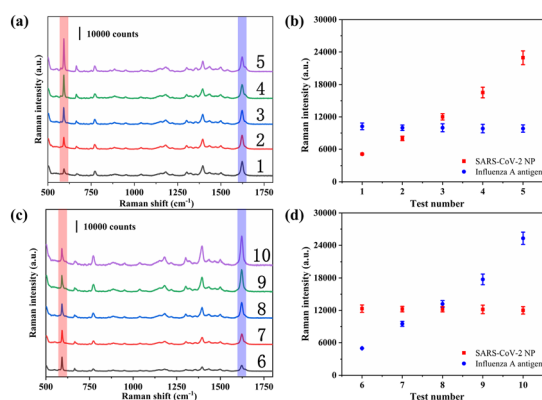 (a)
10000 counts
5
4
3
2
1
500 750 1000 1250 1500 1750
Raman shift (cm-1)
(b)
Raman intensity (a.u.)
30000
24000
18000
12000
6000
0
SARS-CoV-2 NP
Influenza A antigen
1 2 3 4 5
Test number
(c)
10000 counts
Raman intensity (a.u.)
10
9
8
7
6
500 750 1000 1250 1500 1750
Raman shift (cm-1)
(d)
Raman intensity (a.u.)
30000
24000
18000
12000
6000
0
SARS-CoV-2 NP
Influenza A antigen
6 7 8 9 10
Test number
Raman intensity (a.u.)